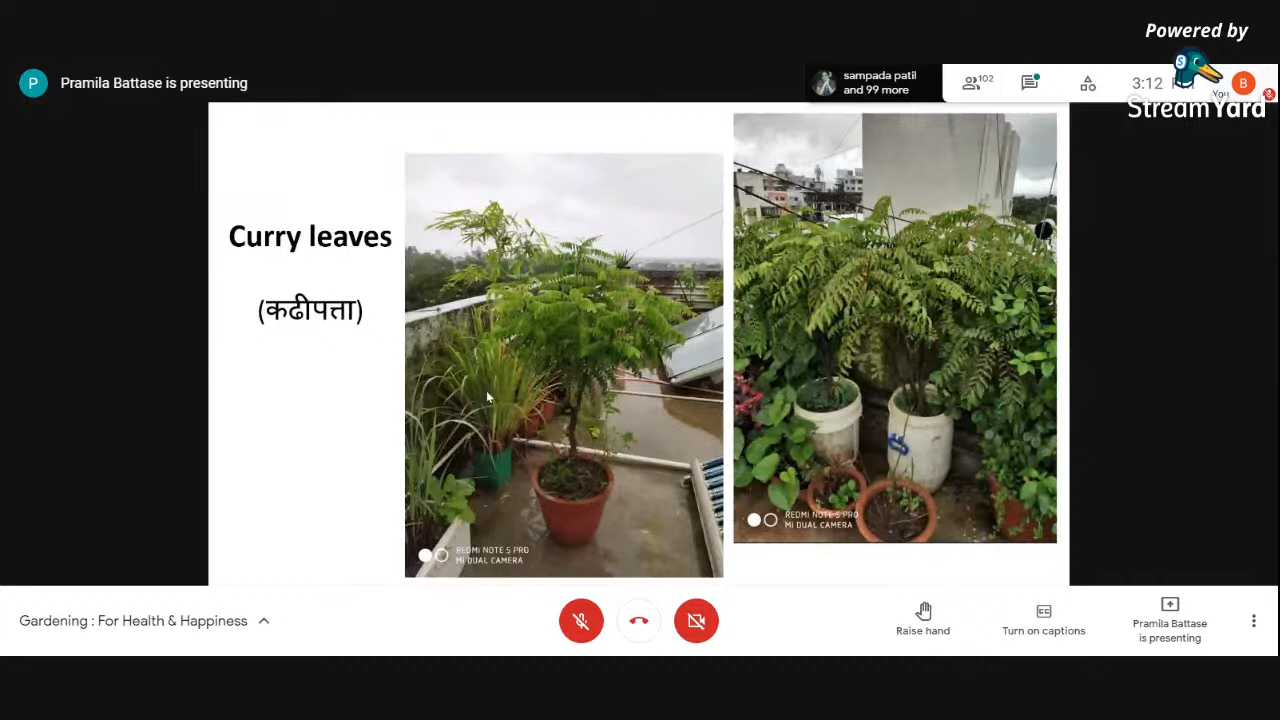 Powered by
StreamYard
P
Pramila Battase is presenting
sampada patil
and 99 more
102
3:12
You
B
Curry leaves
(कढीपत्ता)
REDMI NOTE 5 PRO
MI DUAL CAMERA
REDMI NOTE 5 PRO
MI DUAL CAMERA
Gardening : For Health & Happiness
Raise hand
Turn on captions
Pramila Battase
is presenting